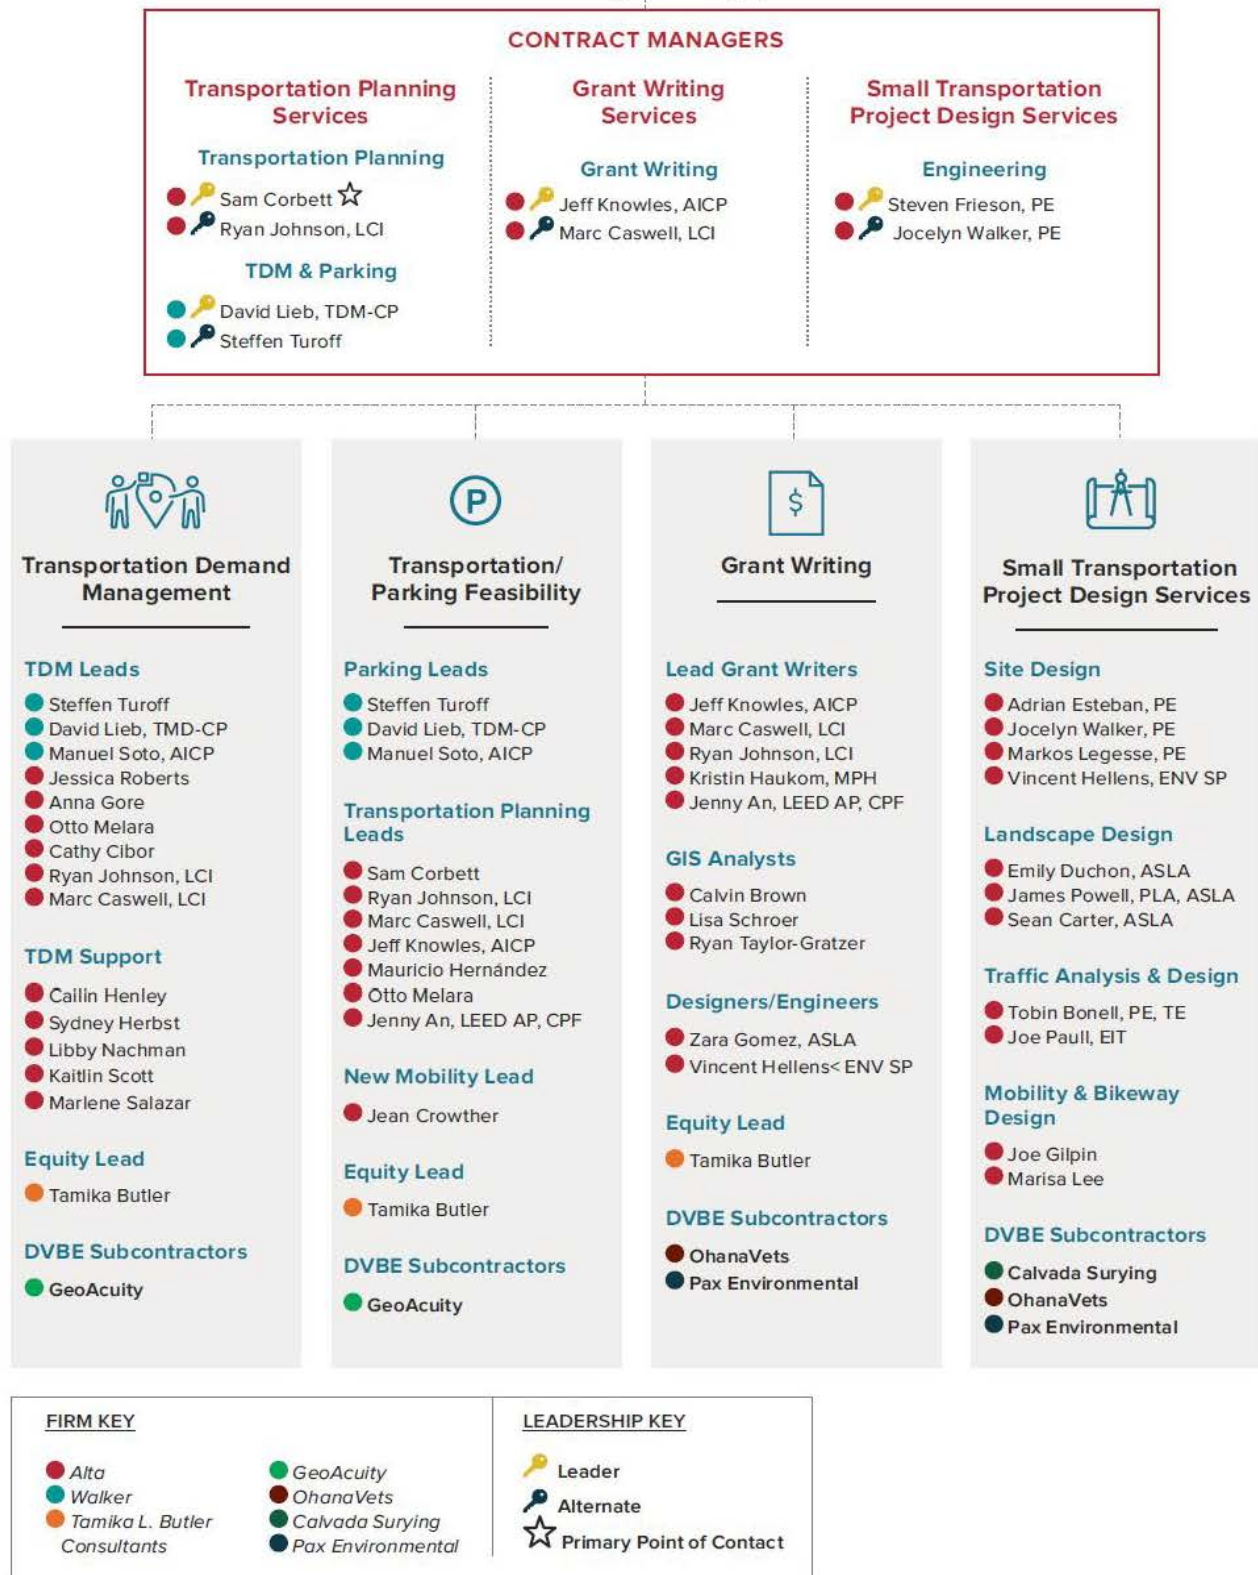 CONTRACT MANAGERS
Transportation Planning
Services
Transportation Planning
Sam Corbett
Ryan Johnson, LCI
TDM & Parking
David Lieb, TDM-CP
Steffen Turoff
Grant Writing
Services
Grant Writing
Jeff Knowles, AICP
Marc Caswell, LCI
Small Transportation
Project Design Services
Engineering
Steven Frieson, PE
Jocelyn Walker, PE
Transportation Demand
Management
TDM Leads
Steffen Turoff
David Lieb, TMD-CP
Manuel Soto, AICP
Jessica Roberts
Anna Gore
Otto Melara
Cathy Cibor
Ryan Johnson, LCI
Marc Caswell, LCI
TDM Support
Cailin Henley
Sydney Herbst
Libby Nachman
Kaitlin Scott
Marlene Salazar
Equity Lead
Tamika Butler
DVBE Subcontractors
GeoAcuity
P
Transportation/
Parking Feasibility
Parking Leads
Steffen Turoff
David Lieb, TDM-CP
Manuel Soto, AICP
Transportation Planning
Leads
Sam Corbett
Ryan Johnson, LCI
Marc Caswell, LCI
Jeff Knowles, AICP
Mauricio Hernández
Otto Melara
Jenny An, LEED AP, CPF
New Mobility Lead
Jean Crowther
Equity Lead
Tamika Butler
DVBE Subcontractors
GeoAcuity
$
Grant Writing
Lead Grant Writers
Jeff Knowles, AICP
Marc Caswell, LCI
Ryan Johnson, LCI
Kristin Haukom, MPH
Jenny An, LEED AP, CPF
GIS Analysts
Calvin Brown
Lisa Schroer
Ryan Taylor-Gratzer
Designers/Engineers
Zara Gomez, ASLA
Vincent Hellens< ENV SP
Equity Lead
Tamika Butler
DVBE Subcontractors
OhanaVets
Pax Environmental
Small Transportation
Project Design Services
Site Design
Adrian Esteban, PE
Jocelyn Walker, PE
Markos Legesse, PE
Vincent Hellens, ENV SP
Landscape Design
Emily Duchon, ASLA
James Powell, PLA, ASLA
Sean Carter, ASLA
Traffic Analysis & Design
Tobin Bonell, PE, TE
Joe Paull, EIT
Mobility & Bikeway
Design
Joe Gilpin
Marisa Lee
DVBE Subcontractors
Calvada Surying
OhanaVets
Pax Environmental
FIRM KEY
Alta
Walker
Tamika L. Butler
Consultants
GeoAcuity
OhanaVets
Calvada Surying
Pax Environmental
LEADERSHIP KEY
Leader
Alternate
Primary Point of Contact